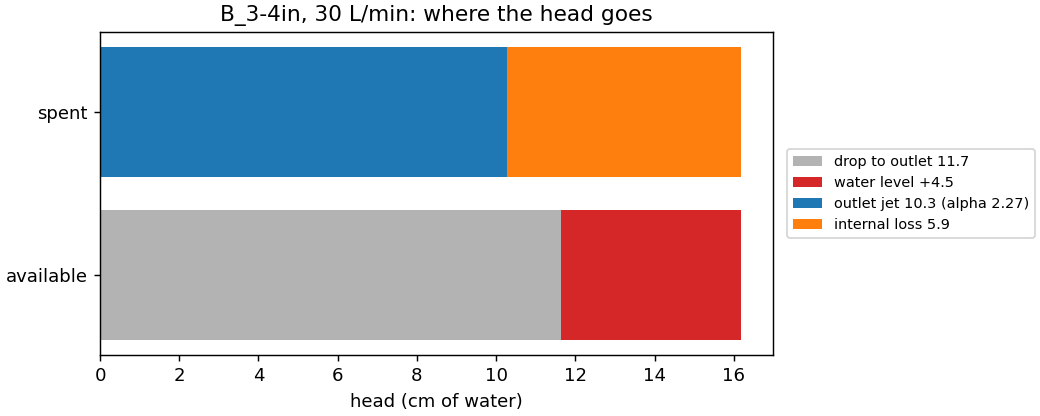 B_3-4in, 30 L/min: where the head goes
spent
available
0 2 4 6 8 10 12 14 16
head (cm of water)
drop to outlet 11.7
water level +4.5
outlet jet 10.3 (alpha 2.27)
internal loss 5.9